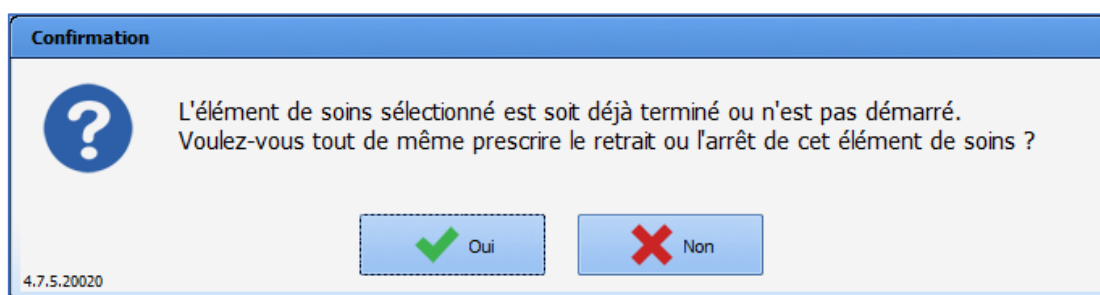 Confirmation
L'élément de soins sélectionné est soit déjà terminé ou n'est pas démarré.
Voulez-vous tout de même prescrire le retrait ou l'arrêt de cet élément de soins ?
Oui
Non
4.7.5.20020